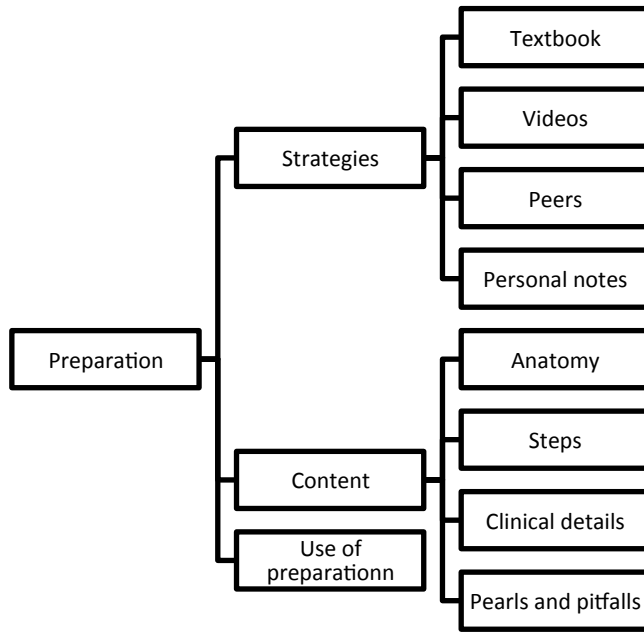 Preparation
Strategies
Textbook
Videos
Peers
Personal notes
Content
Anatomy
Steps
Clinical details
Pearls and pitfalls
Use of
preparationn